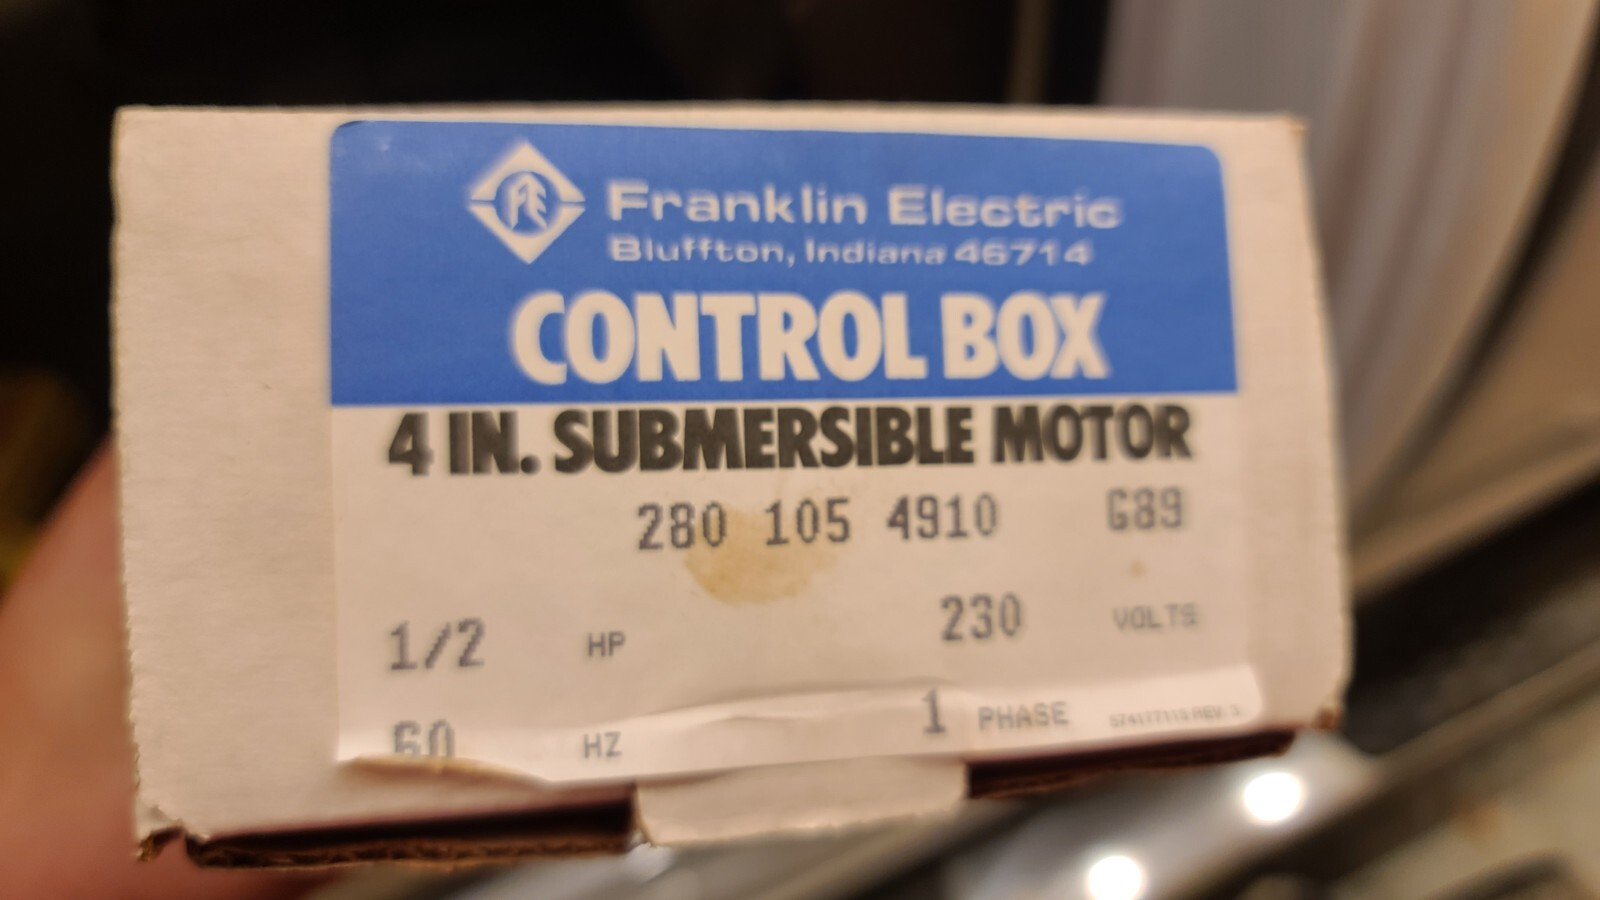 Franklin Electric
Bluffton, Indiana 46714
CONTROL BOX
4 IN. SUBMERSIBLE MOTOR
280 105 4910 G89
1/2 HP 230 VOLTS
60 HZ 1 PHASE